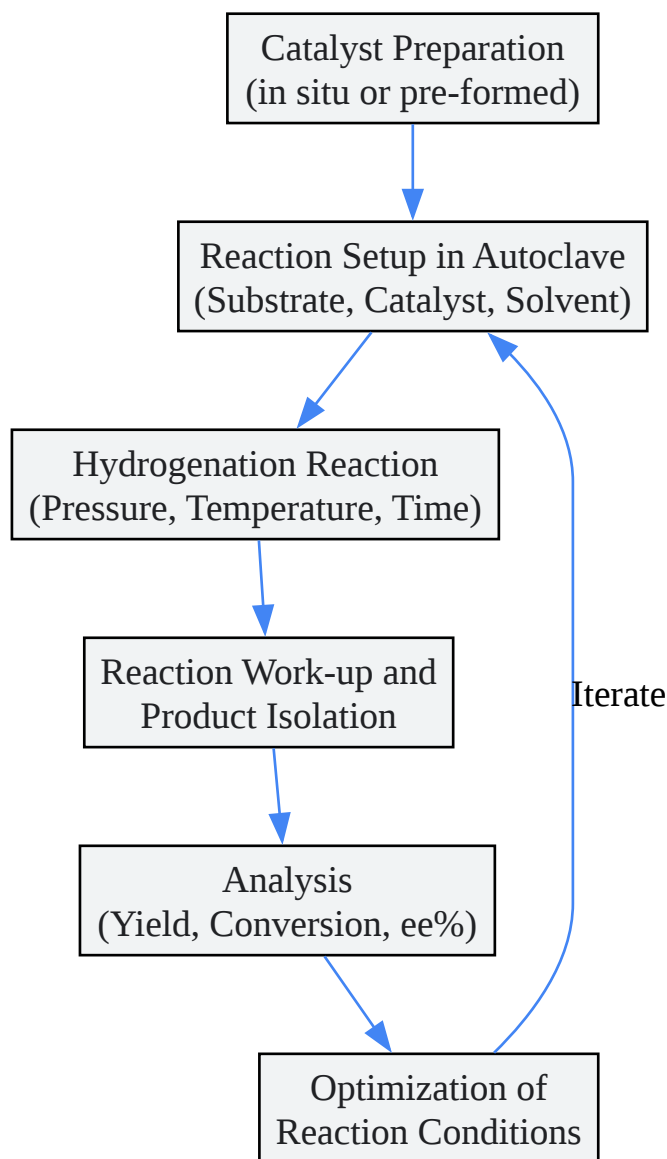 Catalyst Preparation
(in situ or pre-formed)
Reaction Setup in Autoclave
(Substrate, Catalyst, Solvent)
Hydrogenation Reaction
(Pressure, Temperature, Time)
Reaction Work-up and
Product Isolation
Iterate
Analysis
(Yield, Conversion, ee%)
Optimization of
Reaction Conditions